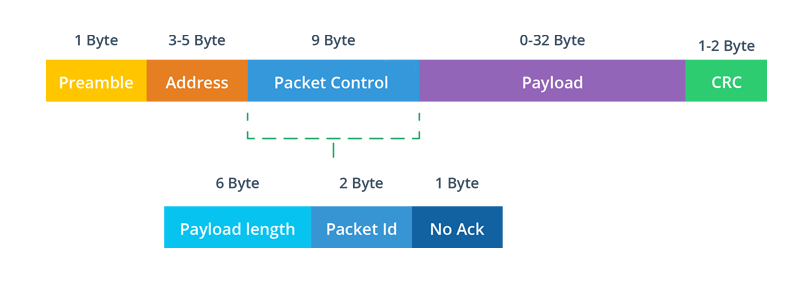 1 Byte 3-5 Byte 9 Byte 0-32 Byte 1-2 Byte
Preamble Address Packet Control Payload CRC
6 Byte 2 Byte 1 Byte
Payload length Packet Id No Ack